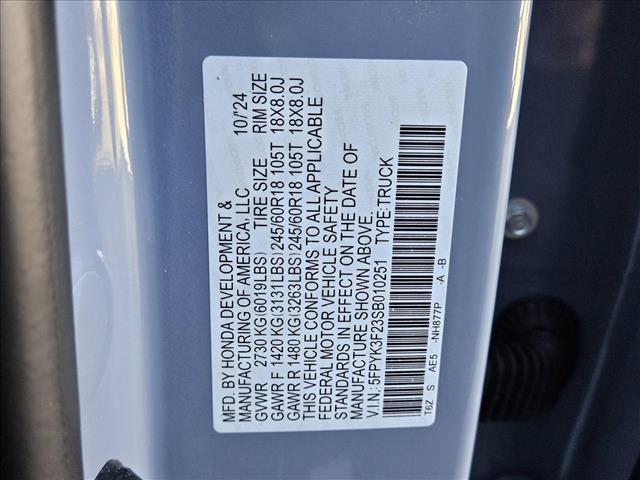 MFD. BY HONDA DEVELOPMENT &
MANUFACTURING OF AMERICA, LLC 10/'24
GVWR 2730 KG(6019LBS) TIRE SIZE RIM SIZE
GAWR F 1420 KG(3131LBS)245/60R18 105T 18X8.0J
GAWR R 1480 KG(3263LBS)245/60R18 105T 18X8.0J
THIS VEHICLE CONFORMS TO ALL APPLICABLE
FEDERAL MOTOR VEHICLE SAFETY
STANDARDS IN EFFECT ON THE DATE OF
MANUFACTURE SHOWN ABOVE.
V.I.N.:5FPYK3F23SB010251 TYPE:TRUCK
T6Z S AE5 -NH877P -A -B